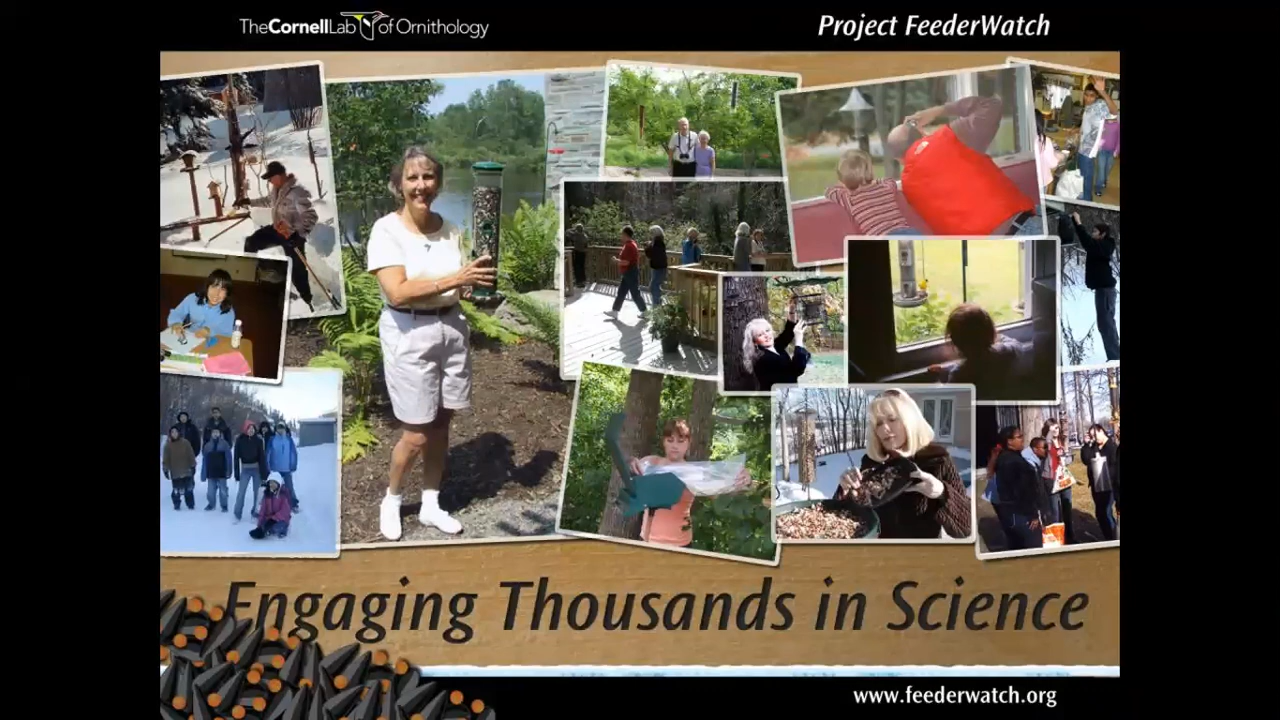 TheCornellLab of Ornithology
Project FeederWatch
Engaging Thousands in Science
www.feederwatch.org